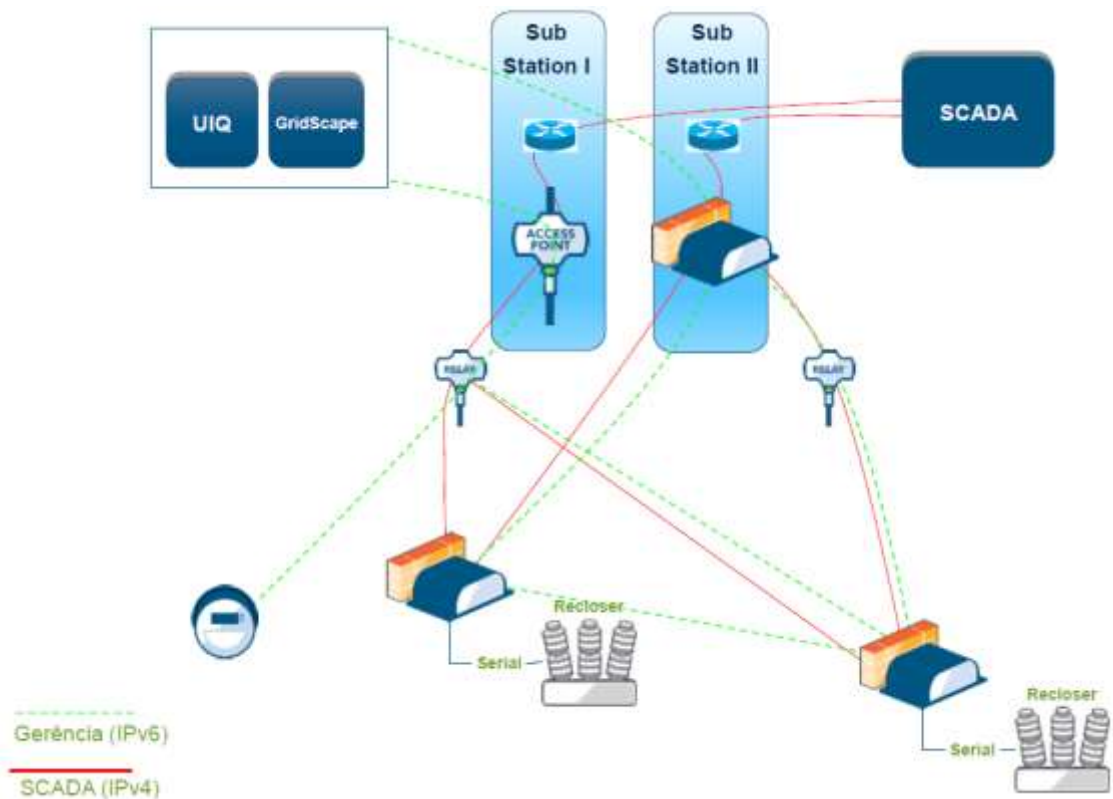 Sub
Station I
Sub
Station II
UIQ
GridScape
SCADA
ACCESS
POINT
RELAY
RELAY
Recloser
Serial
Recloser
Serial
Gerência (IPv6)
SCADA (IPv4)